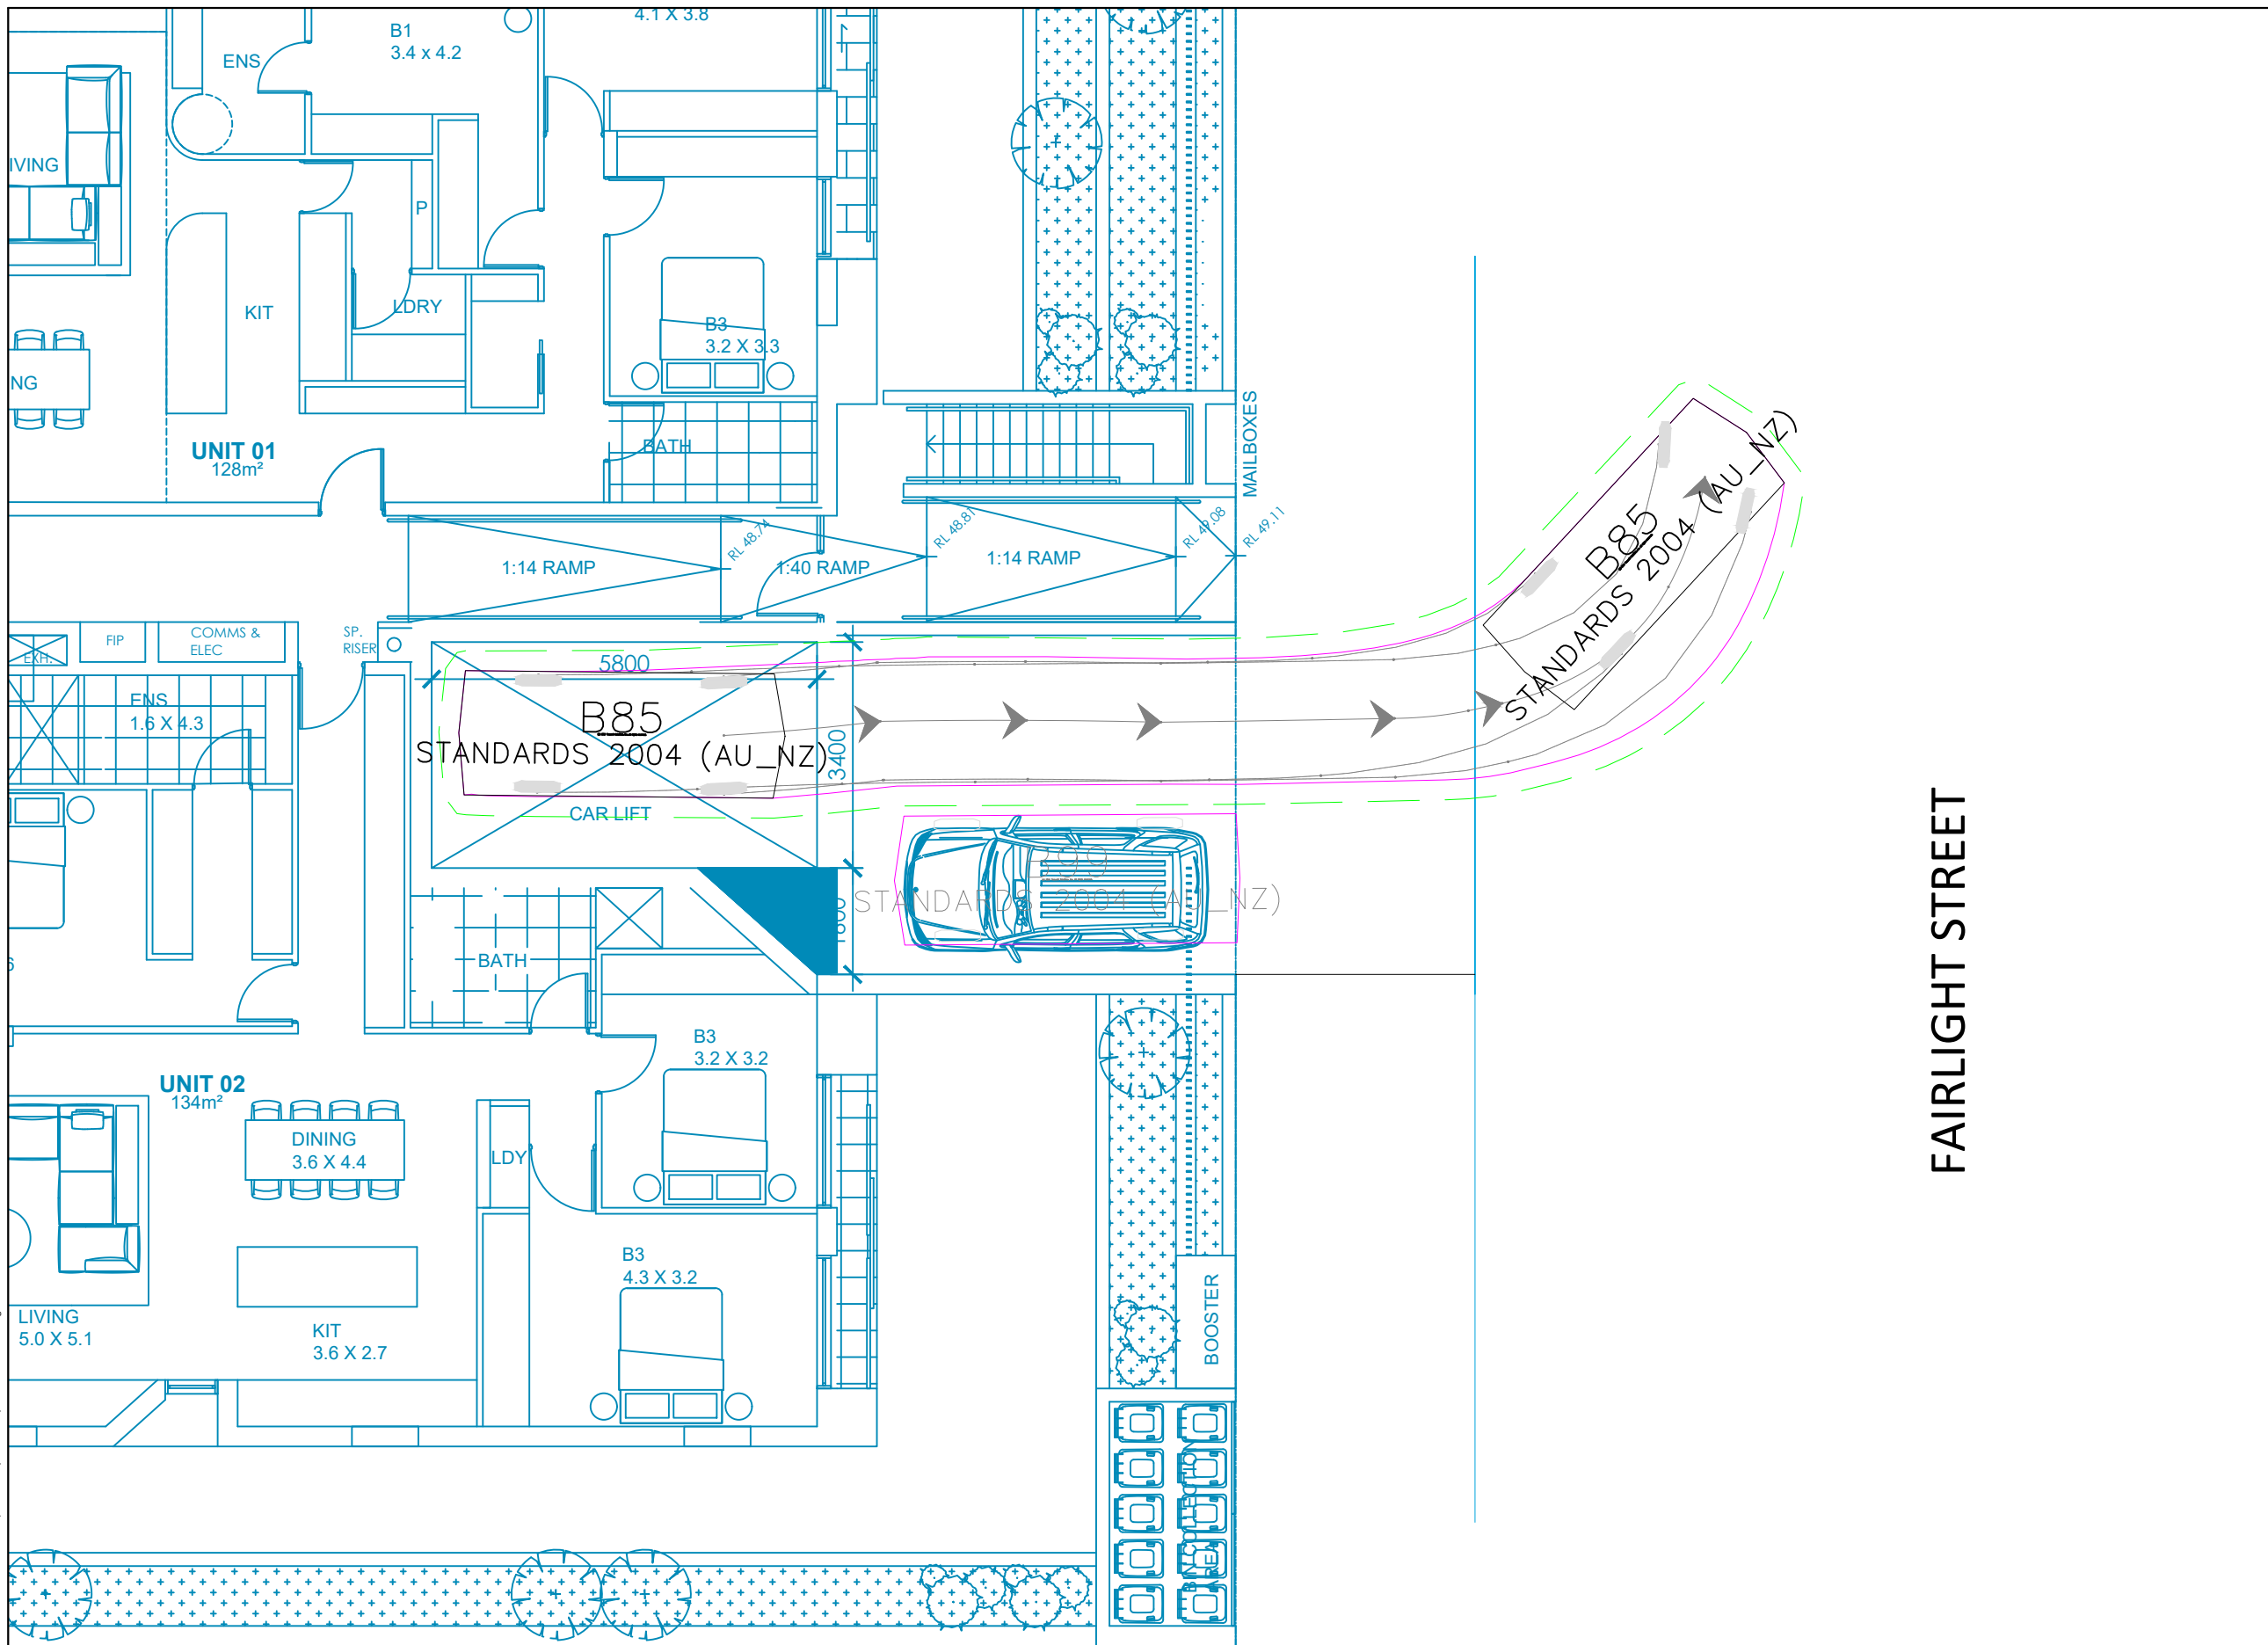 B1
3.4 x 4.2
4.1 X 3.8
ENS
IVING
P
KIT
LDRY
B3
3.2 X 3.3
NG
UNIT 01
128m²
BATH
MAILBOXES
1:14 RAMP
RL 48.74
1:40 RAMP
RL 48.81
1:14 RAMP
RL 49.08
RL 49.11
B85
STANDARDS 2004 (AU_NZ)
EXH.
FIP
COMMS &
ELEC
SP.
RISER
5800
ENS
1.6 X 4.3
B85
STANDARDS 2004 (AU_NZ)
3400
CAR LIFT
B99
STANDARDS 2004 (AU_NZ)
FAIRLIGHT STREET
BATH
B3
3.2 X 3.2
UNIT 02
134m²
DINING
3.6 X 4.4
LDY
B3
4.3 X 3.2
LIVING
5.0 X 5.1
KIT
3.6 X 2.7
BOOSTER
BIN COLLECTION
AREA